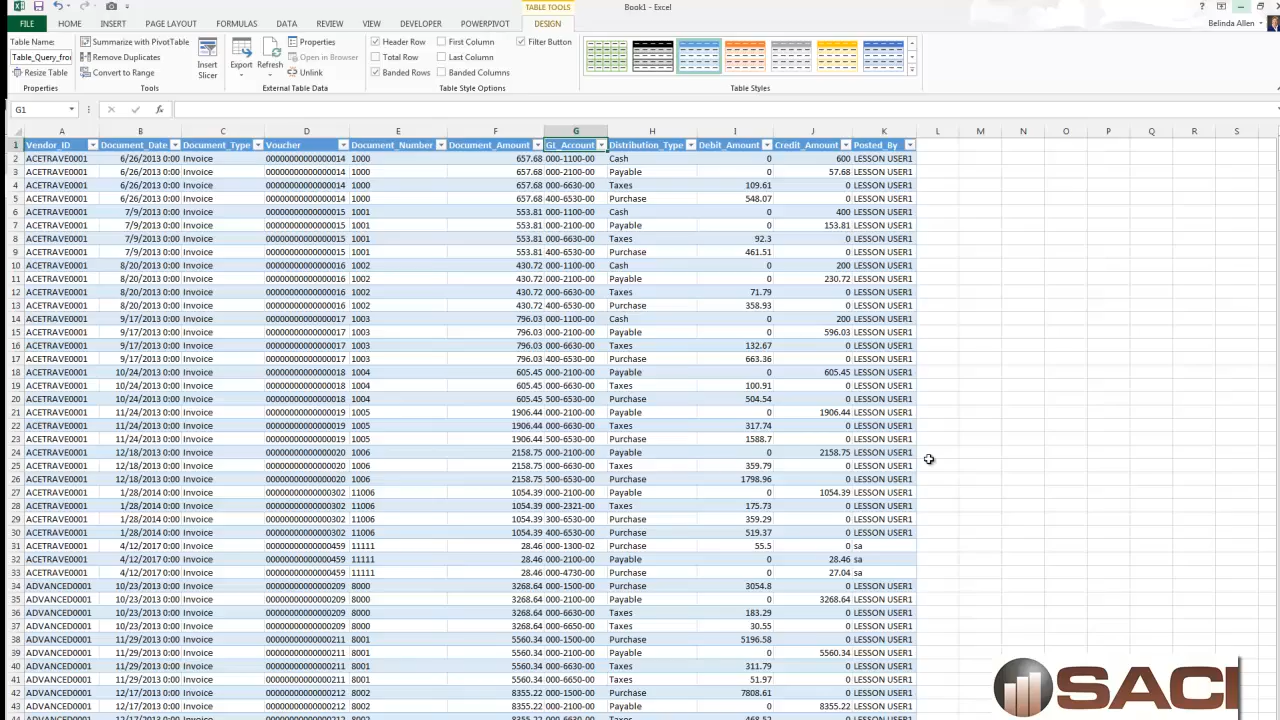 TABLE TOOLS
Book1 - Excel
FILE HOME INSERT PAGE LAYOUT FORMULAS DATA REVIEW VIEW DEVELOPER POWERPIVOT DESIGN Belinda Allen
Table Name: Summarize with PivotTable Properties Header Row First Column Filter Button
Table_Query_fro Remove Duplicates Insert Slicer Export Refresh Open in Browser Total Row Last Column
Resize Table Convert to Range Unlink Banded Rows Banded Columns
Properties Tools External Table Data Table Style Options Table Styles
G1
A B C D E F G H I J K L M N O P Q R S
1 Vendor_ID Document_Date Document_Type Voucher Document_Number Document_Amount GL_Account Distribution_Type Debit_Amount Credit_Amount Posted_By
2 ACETRAVE0001 6/26/2013 0:00 Invoice 00000000000000014 1000 657.68 000-1100-00 Cash 0 600 LESSON USER1
3 ACETRAVE0001 6/26/2013 0:00 Invoice 00000000000000014 1000 657.68 000-2100-00 Payable 0 57.68 LESSON USER1
4 ACETRAVE0001 6/26/2013 0:00 Invoice 00000000000000014 1000 657.68 000-6630-00 Taxes 109.61 0 LESSON USER1
5 ACETRAVE0001 6/26/2013 0:00 Invoice 00000000000000014 1000 657.68 400-6530-00 Purchase 548.07 0 LESSON USER1
6 ACETRAVE0001 7/9/2013 0:00 Invoice 00000000000000015 1001 553.81 000-1100-00 Cash 0 400 LESSON USER1
7 ACETRAVE0001 7/9/2013 0:00 Invoice 00000000000000015 1001 553.81 000-2100-00 Payable 0 153.81 LESSON USER1
8 ACETRAVE0001 7/9/2013 0:00 Invoice 00000000000000015 1001 553.81 000-6630-00 Taxes 92.3 0 LESSON USER1
9 ACETRAVE0001 7/9/2013 0:00 Invoice 00000000000000015 1001 553.81 400-6530-00 Purchase 461.51 0 LESSON USER1
10 ACETRAVE0001 8/20/2013 0:00 Invoice 00000000000000016 1002 430.72 000-1100-00 Cash 0 200 LESSON USER1
11 ACETRAVE0001 8/20/2013 0:00 Invoice 00000000000000016 1002 430.72 000-2100-00 Payable 0 230.72 LESSON USER1
12 ACETRAVE0001 8/20/2013 0:00 Invoice 00000000000000016 1002 430.72 000-6630-00 Taxes 71.79 0 LESSON USER1
13 ACETRAVE0001 8/20/2013 0:00 Invoice 00000000000000016 1002 430.72 400-6530-00 Purchase 358.93 0 LESSON USER1
14 ACETRAVE0001 9/17/2013 0:00 Invoice 00000000000000017 1003 796.03 000-1100-00 Cash 0 200 LESSON USER1
15 ACETRAVE0001 9/17/2013 0:00 Invoice 00000000000000017 1003 796.03 000-2100-00 Payable 0 596.03 LESSON USER1
16 ACETRAVE0001 9/17/2013 0:00 Invoice 00000000000000017 1003 796.03 000-6630-00 Taxes 132.67 0 LESSON USER1
17 ACETRAVE0001 9/17/2013 0:00 Invoice 00000000000000017 1003 796.03 400-6530-00 Purchase 663.36 0 LESSON USER1
18 ACETRAVE0001 10/24/2013 0:00 Invoice 00000000000000018 1004 605.45 000-2100-00 Payable 0 605.45 LESSON USER1
19 ACETRAVE0001 10/24/2013 0:00 Invoice 00000000000000018 1004 605.45 000-6630-00 Taxes 100.91 0 LESSON USER1
20 ACETRAVE0001 10/24/2013 0:00 Invoice 00000000000000018 1004 605.45 500-6530-00 Purchase 504.54 0 LESSON USER1
21 ACETRAVE0001 11/24/2013 0:00 Invoice 00000000000000019 1005 1906.44 000-2100-00 Payable 0 1906.44 LESSON USER1
22 ACETRAVE0001 11/24/2013 0:00 Invoice 00000000000000019 1005 1906.44 000-6630-00 Taxes 317.74 0 LESSON USER1
23 ACETRAVE0001 11/24/2013 0:00 Invoice 00000000000000019 1005 1906.44 500-6530-00 Purchase 1588.7 0 LESSON USER1
24 ACETRAVE0001 12/18/2013 0:00 Invoice 00000000000000020 1006 2158.75 000-2100-00 Payable 0 2158.75 LESSON USER1
25 ACETRAVE0001 12/18/2013 0:00 Invoice 00000000000000020 1006 2158.75 000-6630-00 Taxes 359.79 0 LESSON USER1
26 ACETRAVE0001 12/18/2013 0:00 Invoice 00000000000000020 1006 2158.75 500-6530-00 Purchase 1798.96 0 LESSON USER1
27 ACETRAVE0001 1/28/2014 0:00 Invoice 00000000000000302 11006 1054.39 000-2100-00 Payable 0 1054.39 LESSON USER1
28 ACETRAVE0001 1/28/2014 0:00 Invoice 00000000000000302 11006 1054.39 000-2321-00 Taxes 175.73 0 LESSON USER1
29 ACETRAVE0001 1/28/2014 0:00 Invoice 00000000000000302 11006 1054.39 300-6530-00 Purchase 359.29 0 LESSON USER1
30 ACETRAVE0001 1/28/2014 0:00 Invoice 00000000000000302 11006 1054.39 400-6530-00 Purchase 519.37 0 LESSON USER1
31 ACETRAVE0001 4/12/2017 0:00 Invoice 00000000000000459 11111 28.46 000-1300-02 Purchase 55.5 0 sa
32 ACETRAVE0001 4/12/2017 0:00 Invoice 00000000000000459 11111 28.46 000-2100-00 Payable 0 28.46 sa
33 ACETRAVE0001 4/12/2017 0:00 Invoice 00000000000000459 11111 28.46 000-4730-00 Purchase 0 27.04 sa
34 ADVANCED0001 10/23/2013 0:00 Invoice 00000000000000209 8000 3268.64 000-1500-00 Purchase 3054.8 0 LESSON USER1
35 ADVANCED0001 10/23/2013 0:00 Invoice 00000000000000209 8000 3268.64 000-2100-00 Payable 0 3268.64 LESSON USER1
36 ADVANCED0001 10/23/2013 0:00 Invoice 00000000000000209 8000 3268.64 000-6630-00 Taxes 183.29 0 LESSON USER1
37 ADVANCED0001 10/23/2013 0:00 Invoice 00000000000000209 8000 3268.64 000-6650-00 Taxes 30.55 0 LESSON USER1
38 ADVANCED0001 11/29/2013 0:00 Invoice 00000000000000211 8001 5560.34 000-1500-00 Purchase 5196.58 0 LESSON USER1
39 ADVANCED0001 11/29/2013 0:00 Invoice 00000000000000211 8001 5560.34 000-2100-00 Payable 0 5560.34 LESSON USER1
40 ADVANCED0001 11/29/2013 0:00 Invoice 00000000000000211 8001 5560.34 000-6630-00 Taxes 311.79 0 LESSON USER1
41 ADVANCED0001 11/29/2013 0:00 Invoice 00000000000000211 8001 5560.34 000-6650-00 Taxes 51.97 0 LESSON USER1
42 ADVANCED0001 12/17/2013 0:00 Invoice 00000000000000212 8002 8355.22 000-1500-00 Purchase 7808.61 0 LESSON USER1
43 ADVANCED0001 12/17/2013 0:00 Invoice 00000000000000212 8002 8355.22 000-2100-00 Payable 0 8355.22 LESSON USER1
SACI